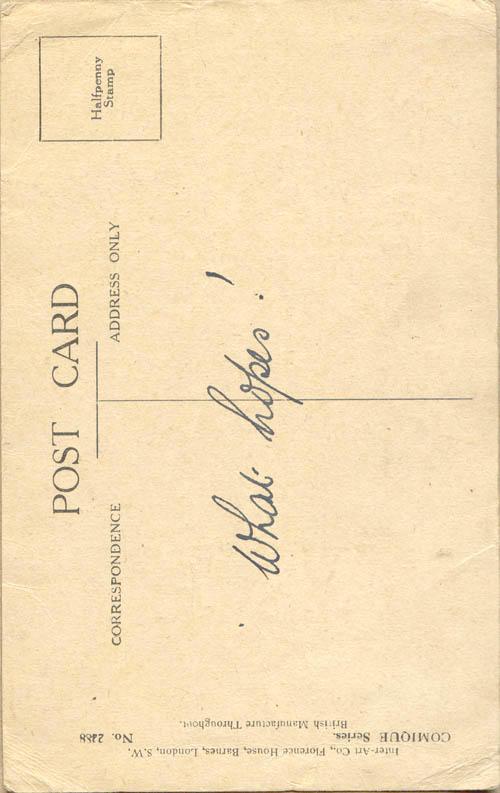 POST CARD
Halfpenny
Stamp
CORRESPONDENCE
ADDRESS ONLY
What hopes!
COMIQUE Series.
No. 2488
Inter-Art Co., Florence House, Barnes, London, S.W.
British Manufacture Throughout.